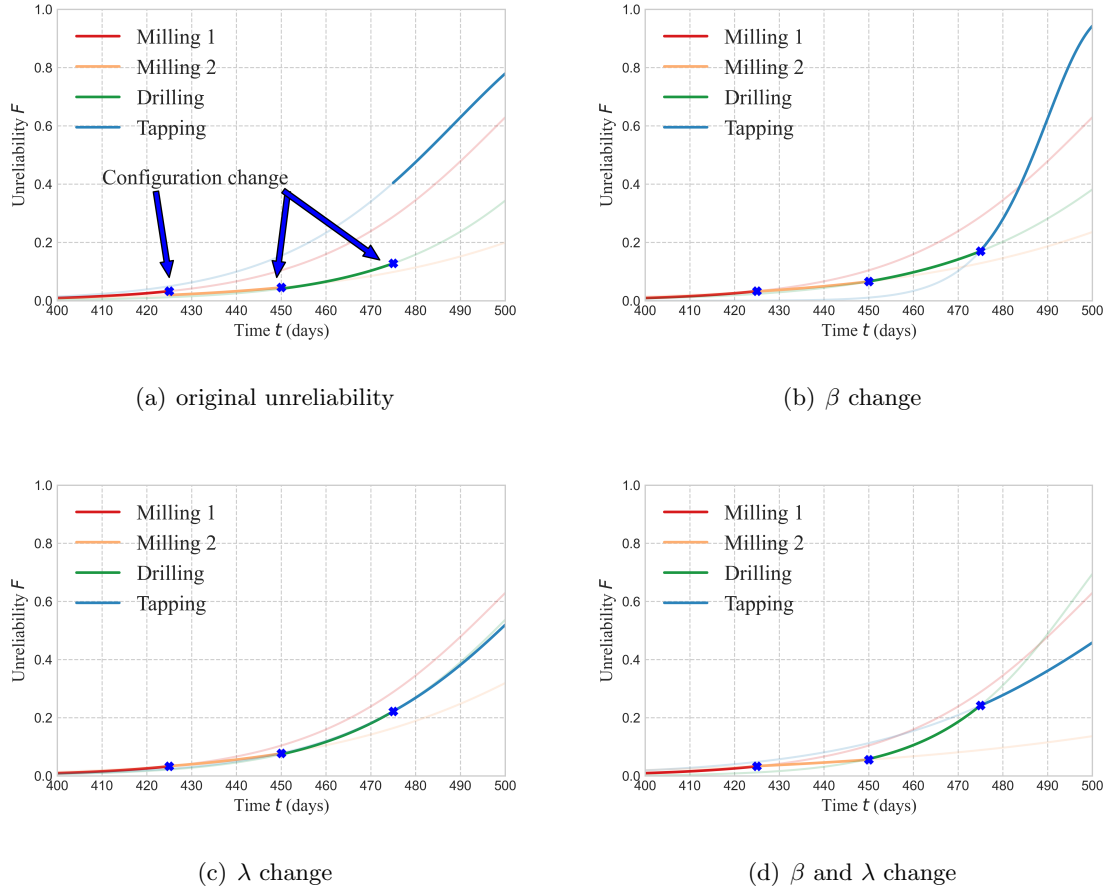 1.0
0.8
0.6
0.4
0.2
0.0
Unreliability F
Milling 1
Milling 2
Drilling
Tapping
Configuration change
400 410 420 430 440 450 460 470 480 490 500
Time t (days)
(a) original unreliability
1.0
0.8
0.6
0.4
0.2
0.0
Unreliability F
Milling 1
Milling 2
Drilling
Tapping
400 410 420 430 440 450 460 470 480 490 500
Time t (days)
(b) β change
1.0
0.8
0.6
0.4
0.2
0.0
Unreliability F
Milling 1
Milling 2
Drilling
Tapping
400 410 420 430 440 450 460 470 480 490 500
Time t (days)
(c) λ change
1.0
0.8
0.6
0.4
0.2
0.0
Unreliability F
Milling 1
Milling 2
Drilling
Tapping
400 410 420 430 440 450 460 470 480 490 500
Time t (days)
(d) β and λ change